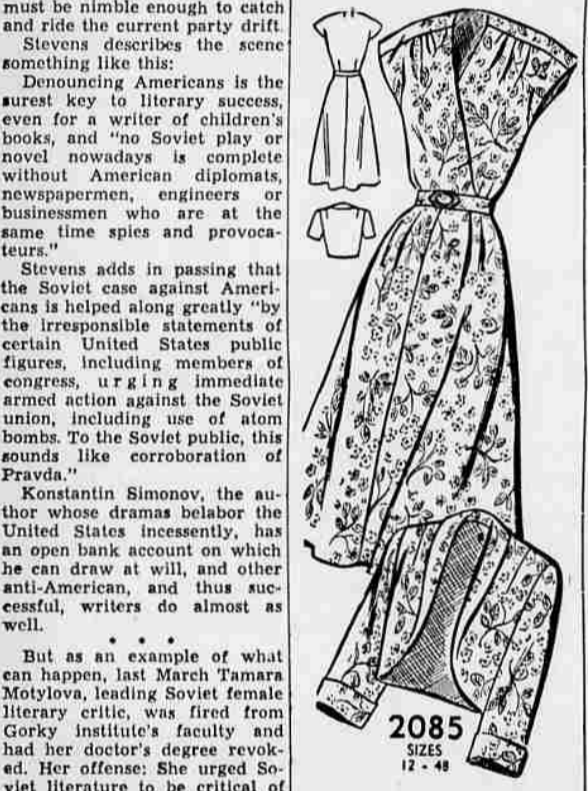 must be nimble enough to catch
and ride the current party drift.
Stevens describes the scene
something like this:
Denouncing Americans is the
surest key to literary success,
even for a writer of children's
books, and "no Soviet play or
novel nowadays is complete
without American diplomats,
newspapermen, engineers or
businessmen who are at the
same time spies and provoca-
teurs."
Stevens adds in passing that
the Soviet case against Ameri-
cans is helped along greatly "by
the irresponsible statements of
certain United States public
figures, including members of
congress, urging immediate
armed action against the Soviet
union, including use of atom
bombs. To the Soviet public, this
sounds like corroboration of
Pravda."
Konstantin Simonov, the au-
thor whose dramas belabor the
United States incessantly, has
an open bank account on which
he can draw at will, and other
anti-American, and thus suc-
cessful, writers do almost as
well.
* * *
But as an example of what
can happen, last March Tamara
Motylova, leading Soviet female
literary critic, was fired from
Gorky institute's faculty and
had her doctor's degree revok-
ed. Her offense: She urged So-
viet literature to be critical of
2085
SIZES
12 - 48